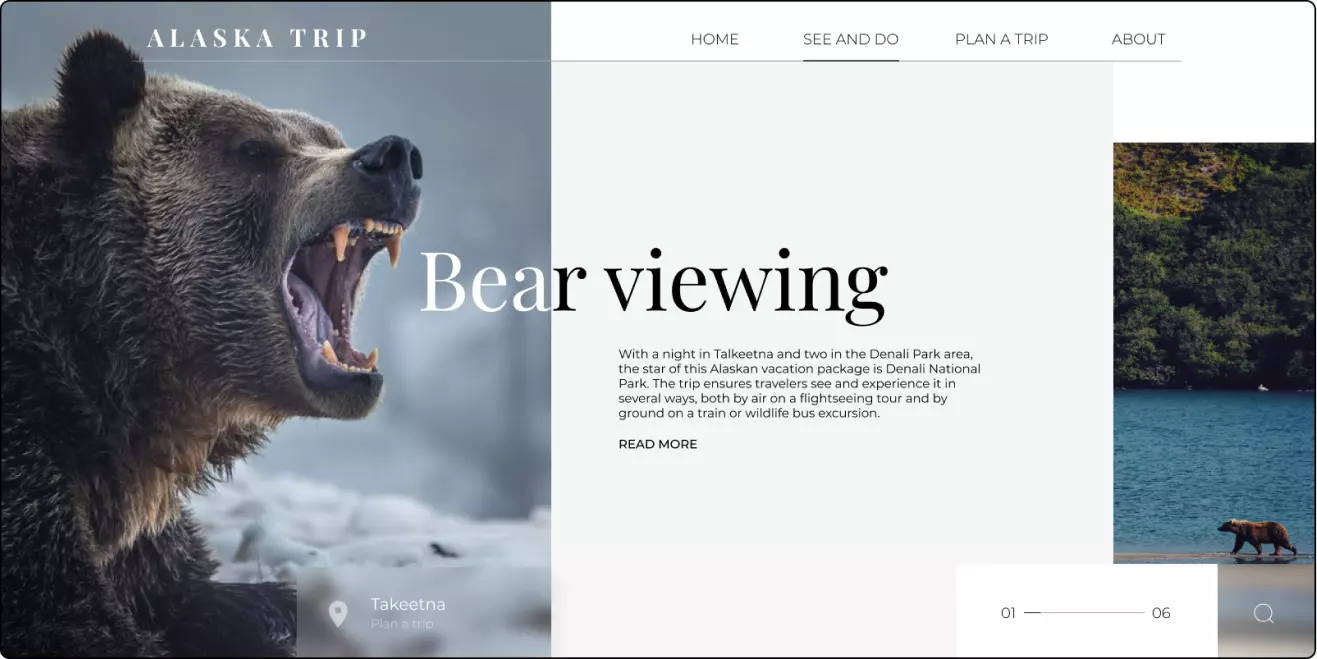 ALASKA TRIP
HOME SEE AND DO PLAN A TRIP ABOUT
Bear viewing
With a night in Talkeetna and two in the Denali Park area,
the star of this Alaskan vacation package is Denali National
Park. The trip ensures travelers see and experience it in
several ways, both by air on a flightseeing tour and by
ground on a train or wildlife bus excursion.
READ MORE
Takeetna
Plan a trip
01 06